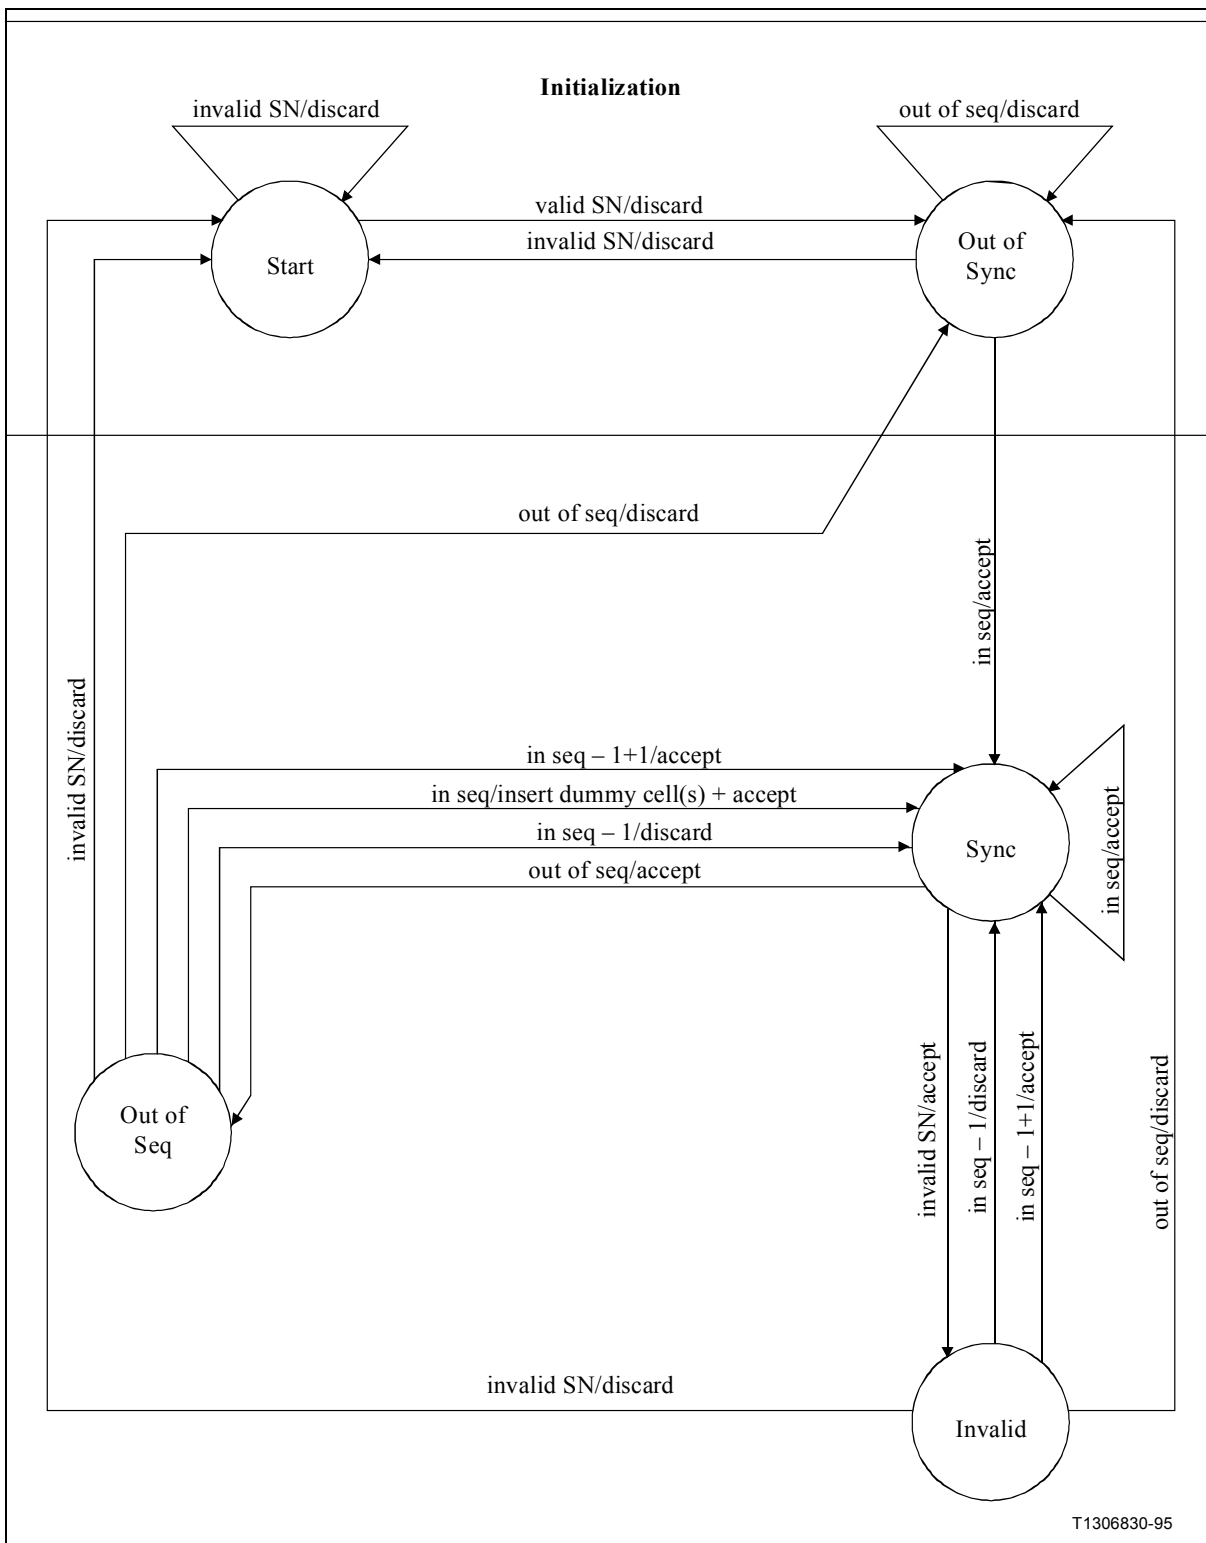 Initialization
invalid SN/discard
out of seq/discard
valid SN/discard
invalid SN/discard
Start
Out of
Sync
out of seq/discard
in seq/accept
invalid SN/discard
in seq – 1+1/accept
in seq/insert dummy cell(s) + accept
in seq – 1/discard
out of seq/accept
Sync
in seq/accept
Out of
Seq
invalid SN/accept
in seq – 1/discard
in seq – 1+1/accept
out of seq/discard
invalid SN/discard
Invalid
T1306830-95